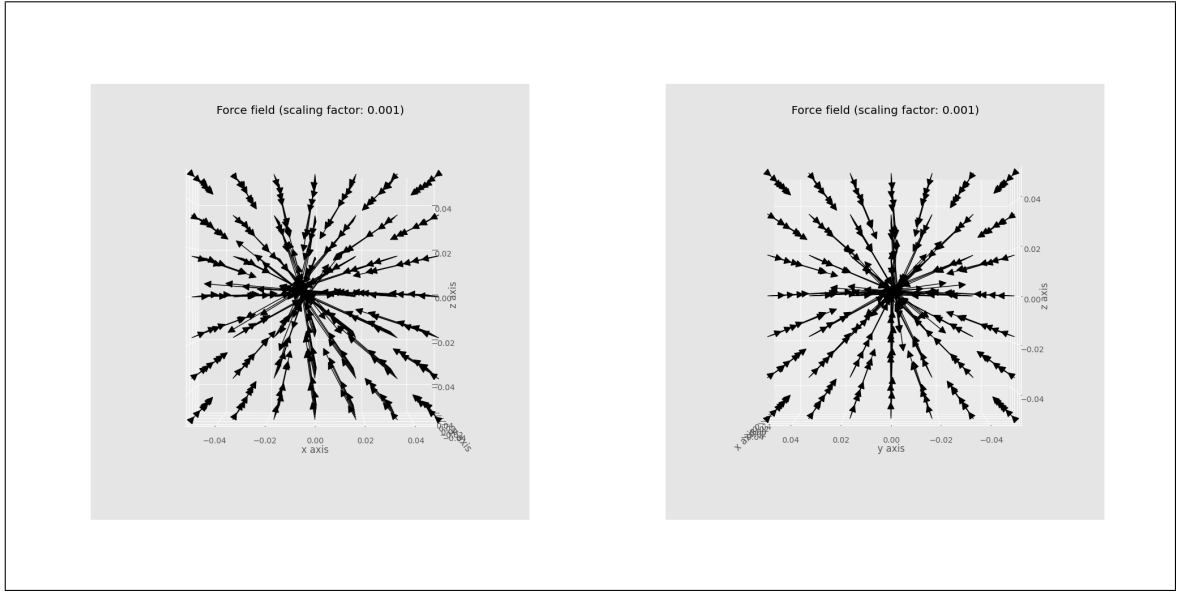 Force field (scaling factor: 0.001)
0.04
0.02
0.00
−0.02
−0.04
z axis
−0.04 −0.02 0.00 0.02 0.04
x axis
Force field (scaling factor: 0.001)
0.04
0.02
0.00
−0.02
−0.04
z axis
x axis
0.04 0.02 0.00 −0.02 −0.04
y axis